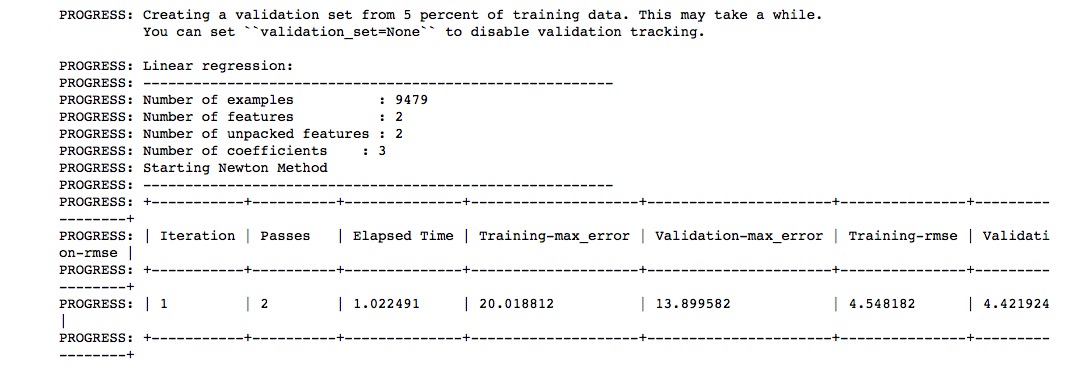 PROGRESS: Creating a validation set from 5 percent of training data. This may take a while.
          You can set ``validation_set=None`` to disable validation tracking.

PROGRESS: Linear regression:
PROGRESS: --------------------------------------------------------
PROGRESS: Number of examples          : 9479
PROGRESS: Number of features          : 2
PROGRESS: Number of unpacked features : 2
PROGRESS: Number of coefficients    : 3
PROGRESS: Starting Newton Method
PROGRESS: --------------------------------------------------------
PROGRESS: +-----------+----------+--------------+--------------------+----------------------+---------------+---------
--------+
PROGRESS: | Iteration | Passes   | Elapsed Time | Training-max_error | Validation-max_error | Training-rmse | Validati
on-rmse |
PROGRESS: +-----------+----------+--------------+--------------------+----------------------+---------------+---------
--------+
PROGRESS: | 1         | 2        | 1.022491     | 20.018812          | 13.899582            | 4.548182      | 4.421924
|
PROGRESS: +-----------+----------+--------------+--------------------+----------------------+---------------+---------
--------+